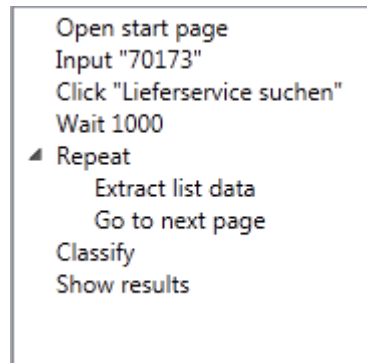 Open start page
Input "70173"
Click "Lieferservice suchen"
Wait 1000
Repeat
Extract list data
Go to next page
Classify
Show results